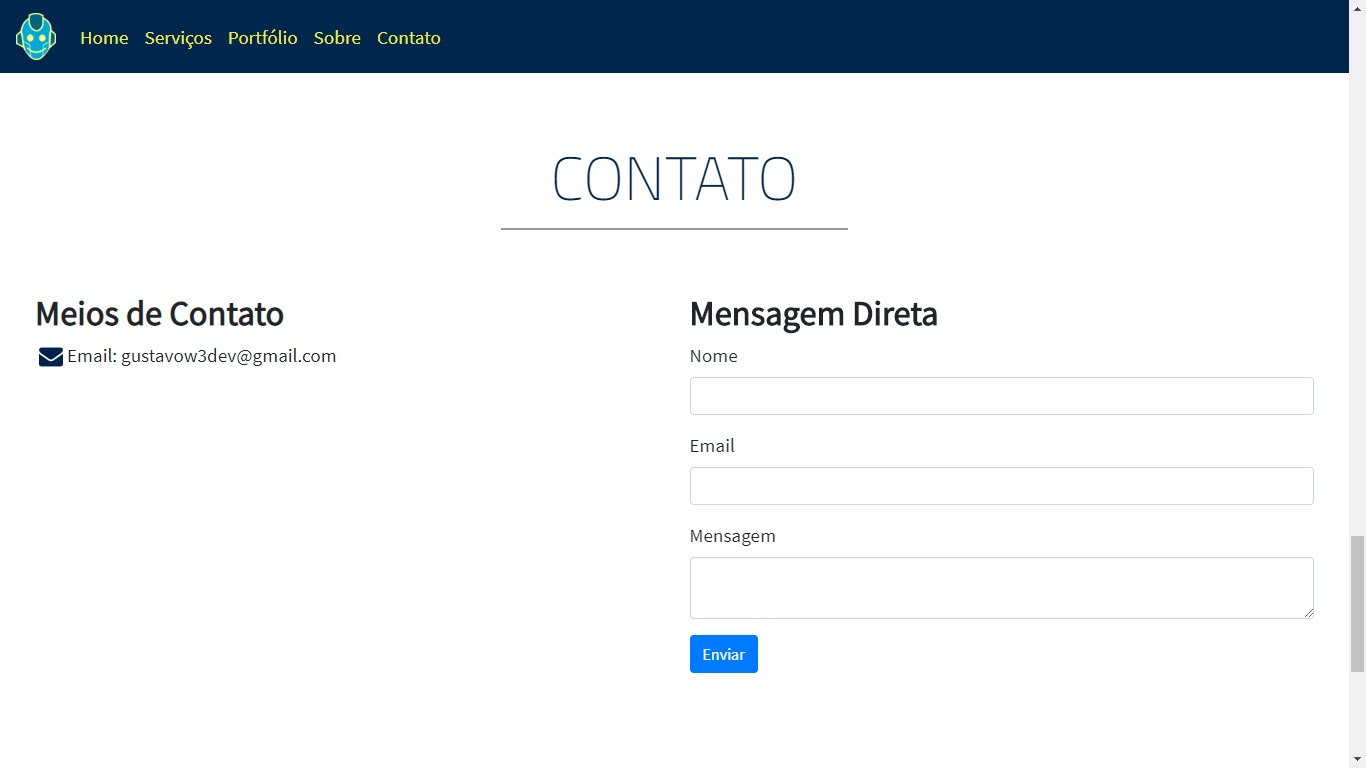 Home Serviços Portfólio Sobre Contato
CONTATO
Meios de Contato
Email: gustavow3dev@gmail.com
Mensagem Direta
Nome
Email
Mensagem
Enviar